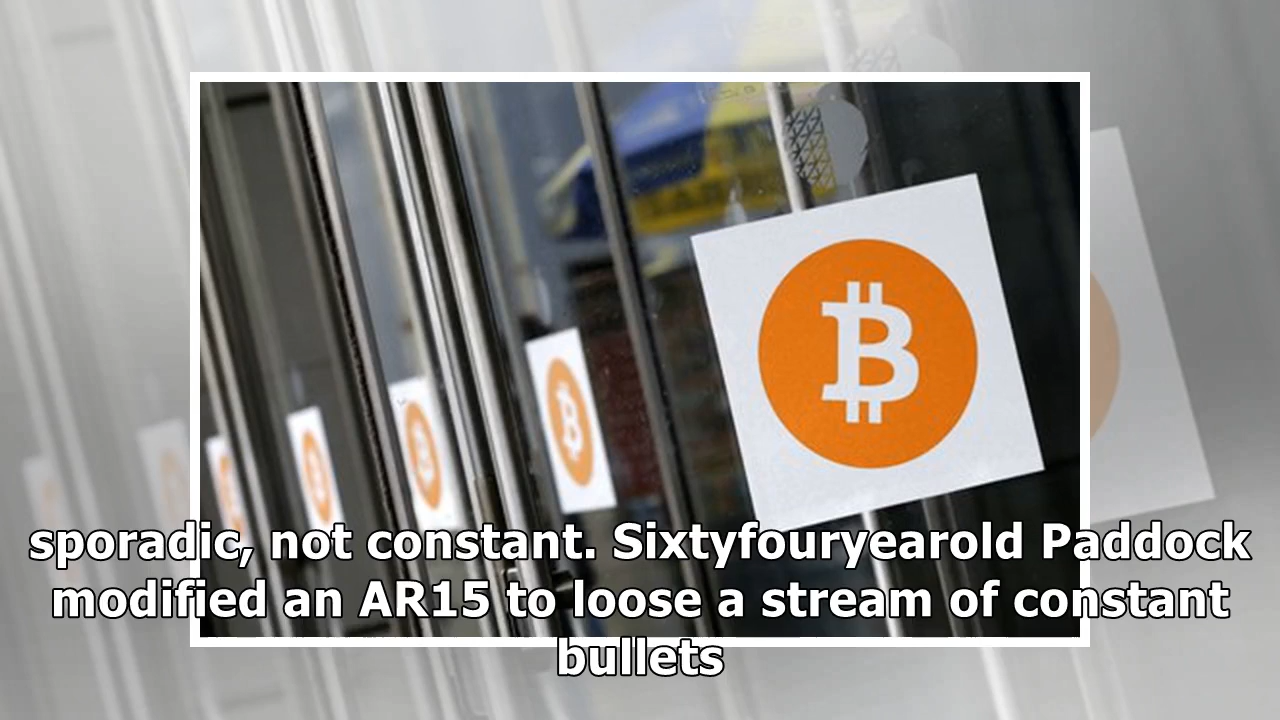 sporadic, not constant. Sixtyfouryearold Paddock
modified an AR15 to loose a stream of constant
bullets